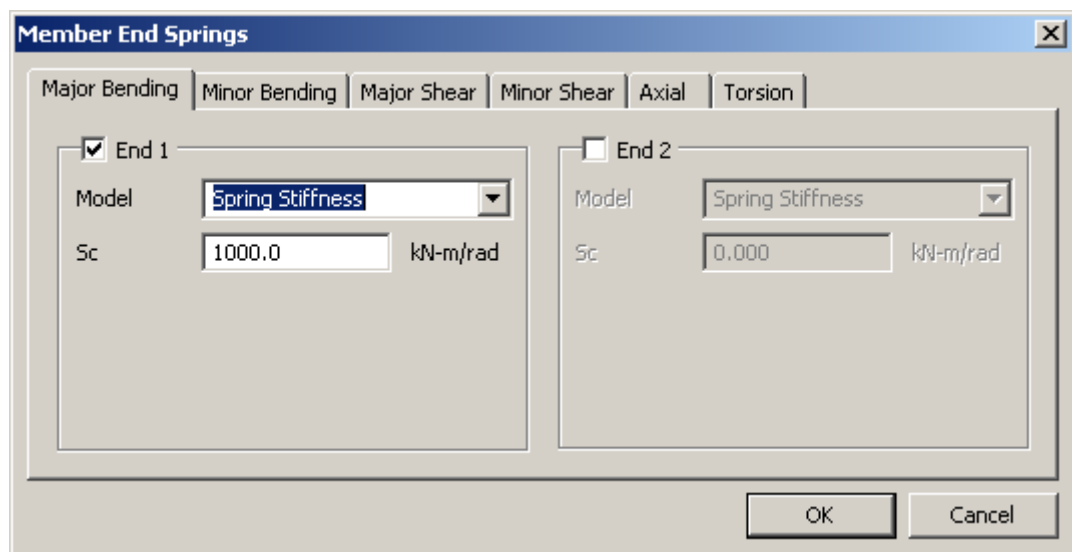 Member End Springs
Major Bending Minor Bending Major Shear Minor Shear Axial Torsion
End 1
Model Spring Stiffness
Sc 1000.0 kN-m/rad
End 2
Model Spring Stiffness
Sc 0.000 kN-m/rad
OK Cancel